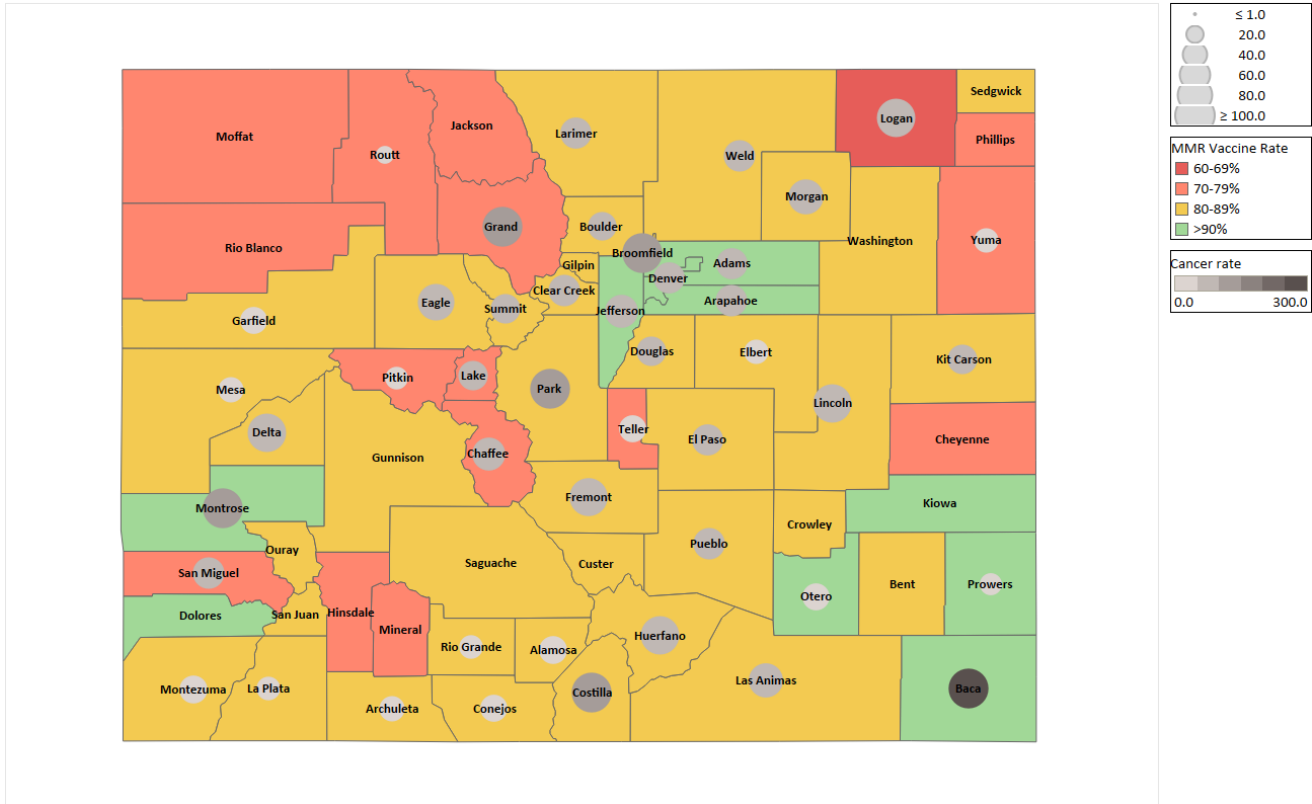 Moffat
Routt
Jackson
Larimer
Weld
Logan
Sedgwick
Phillips
Morgan
Washington
Yuma
Rio Blanco
Grand
Boulder
Broomfield
Gilpin
Adams
Denver
Clear Creek
Arapahoe
Jefferson
Garfield
Eagle
Summit
Douglas
Elbert
Kit Carson
Mesa
Pitkin
Lake
Park
Lincoln
Delta
Gunnison
Chaffee
Teller
El Paso
Cheyenne
Montrose
Fremont
Kiowa
Crowley
Ouray
Pueblo
San Miguel
Saguache
Custer
Otero
Bent
Prowers
Dolores
San Juan
Hinsdale
Mineral
Rio Grande
Alamosa
Huerfano
Montezuma
La Plata
Archuleta
Conejos
Costilla
Las Animas
Baca
≤ 1.0
20.0
40.0
60.0
80.0
≥ 100.0
MMR Vaccine Rate
60-69%
70-79%
80-89%
>90%
Cancer rate
0.0 300.0